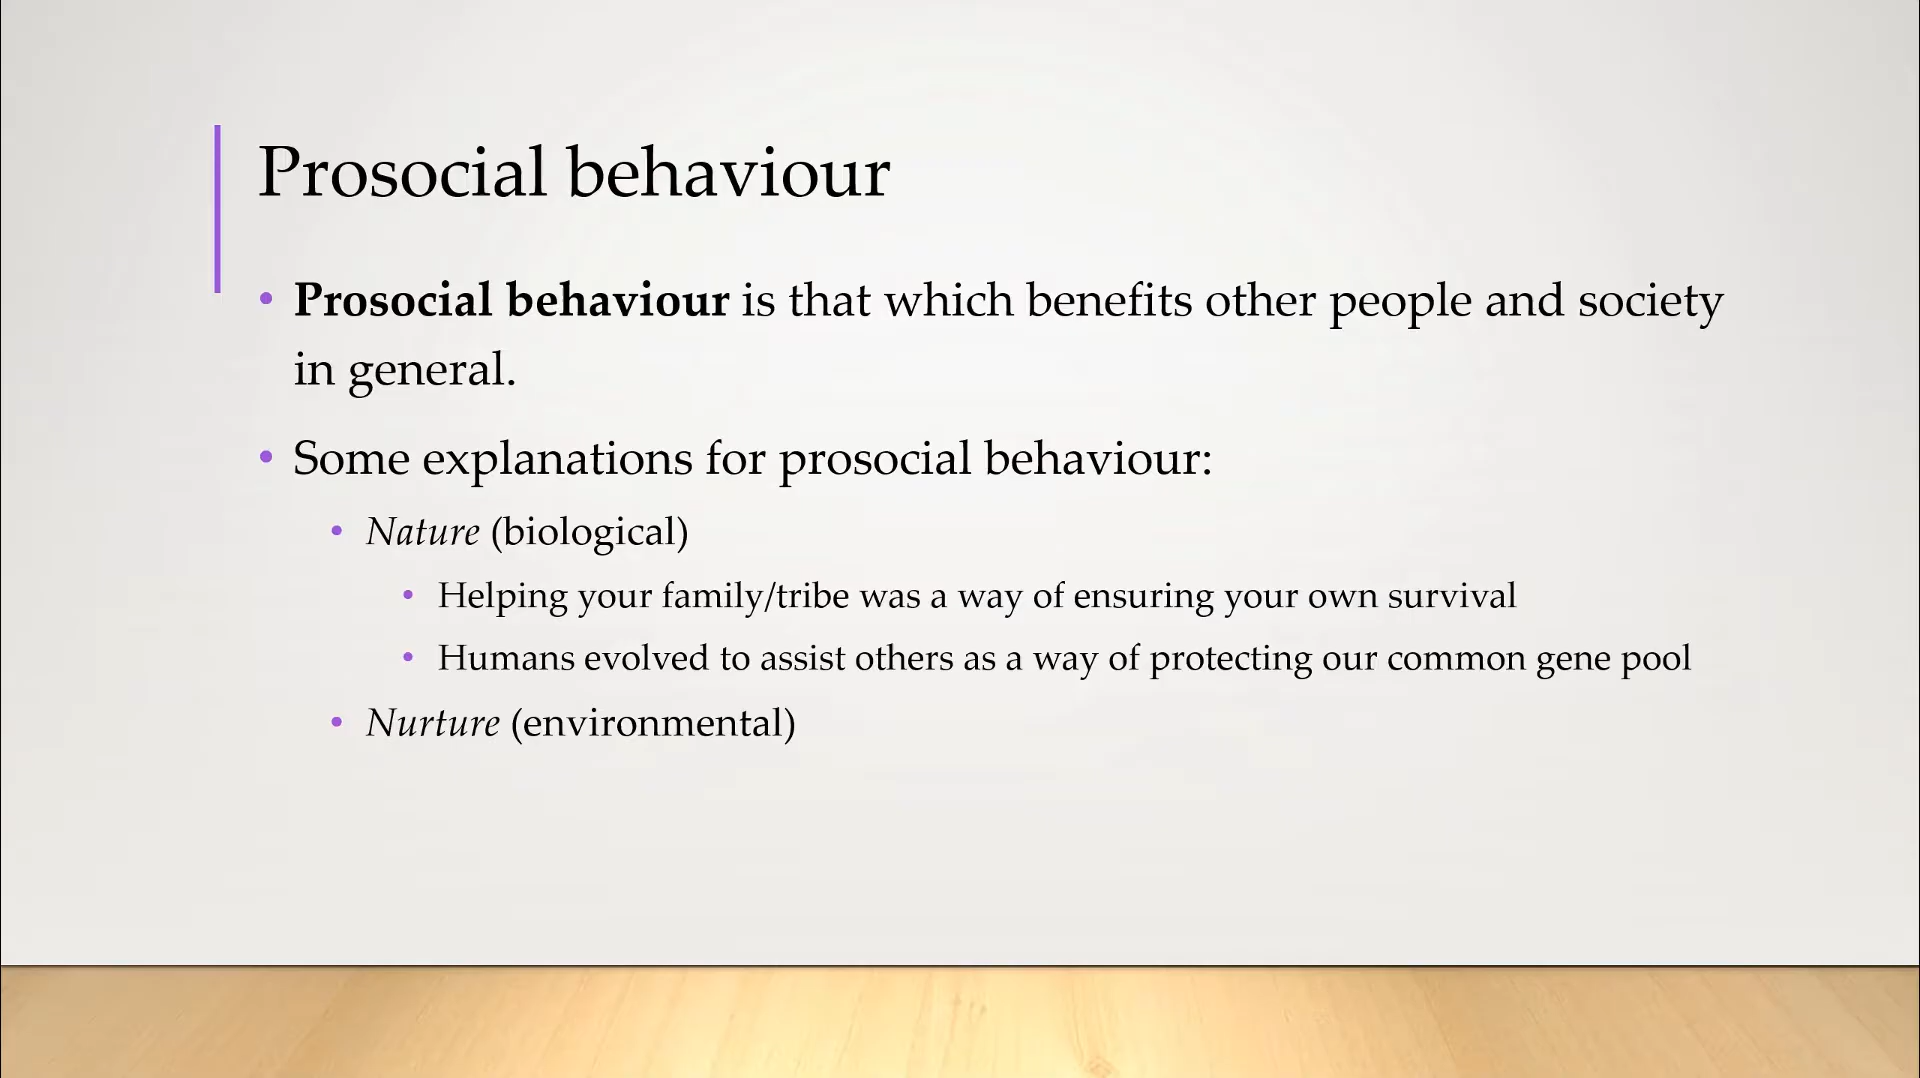 Prosocial behaviour
• Prosocial behaviour is that which benefits other people and society
in general.
• Some explanations for prosocial behaviour:
• Nature (biological)
• Helping your family/tribe was a way of ensuring your own survival
• Humans evolved to assist others as a way of protecting our common gene pool
• Nurture (environmental)